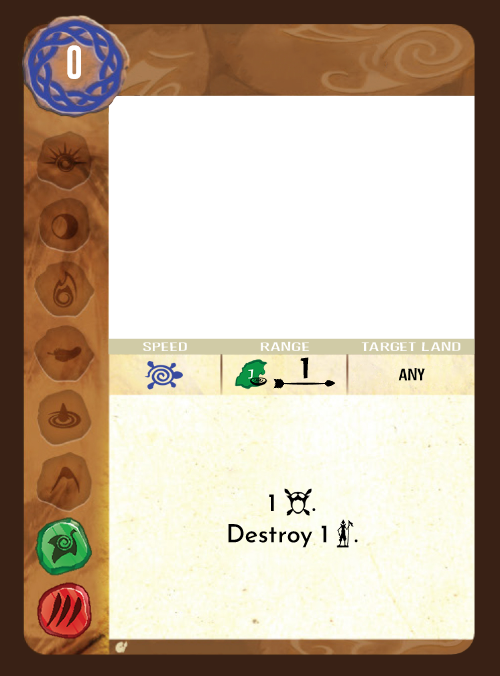 0
SPEED RANGE TARGET LAND
1 1 ANY
1 .
Destroy 1 .